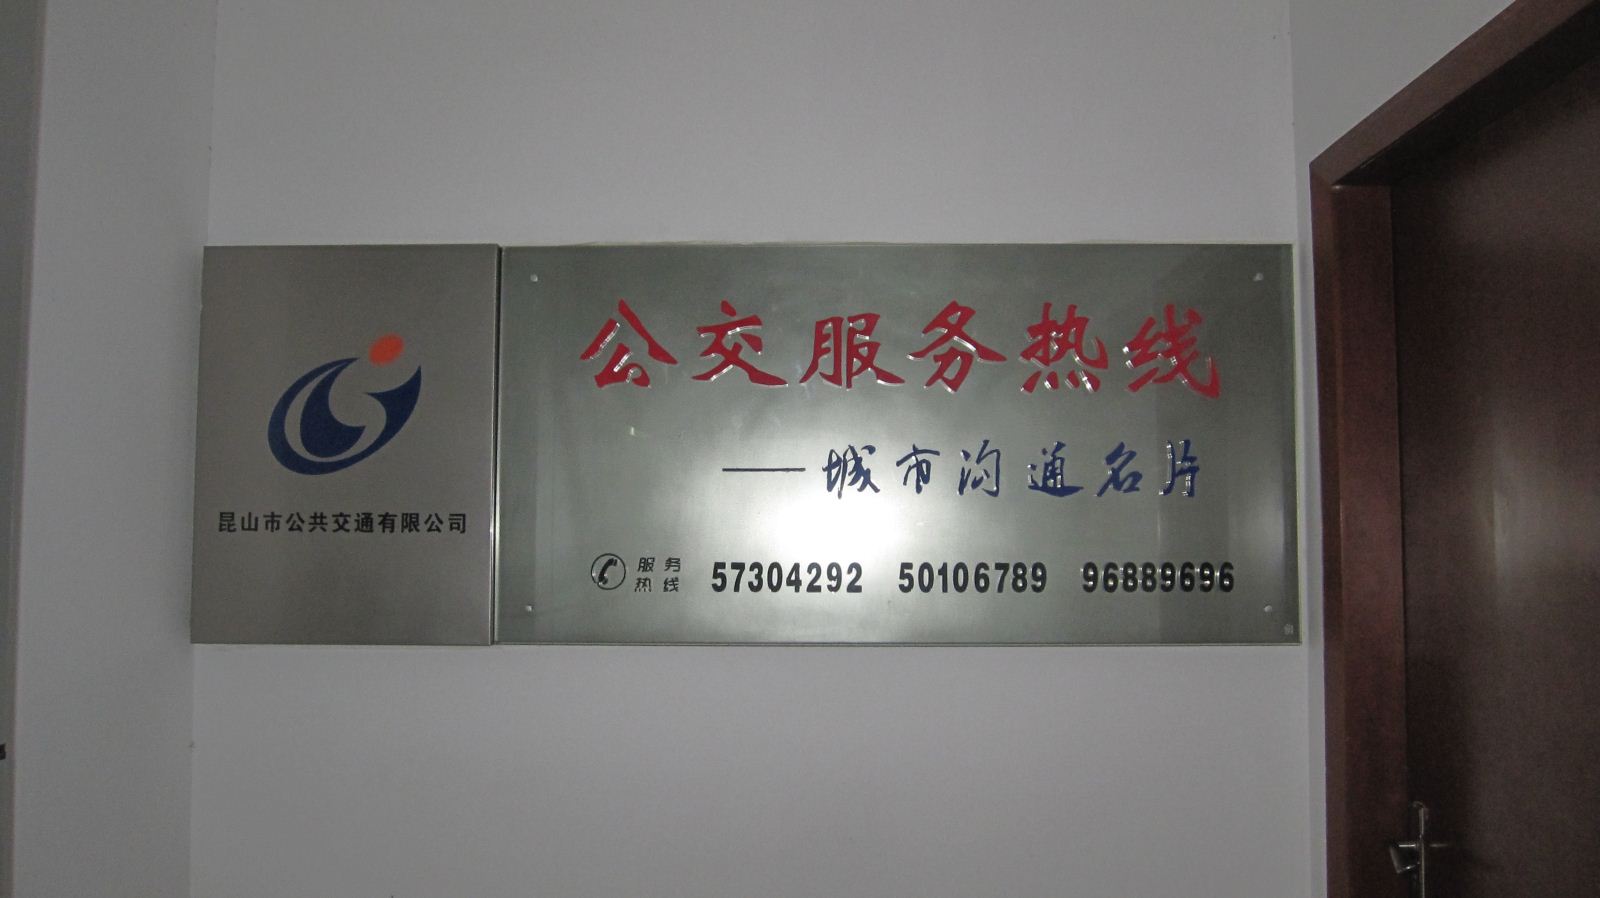 昆山市公共交通有限公司
公交服务热线
——城市沟通名片
服务
热线
57304292 50106789 96889696